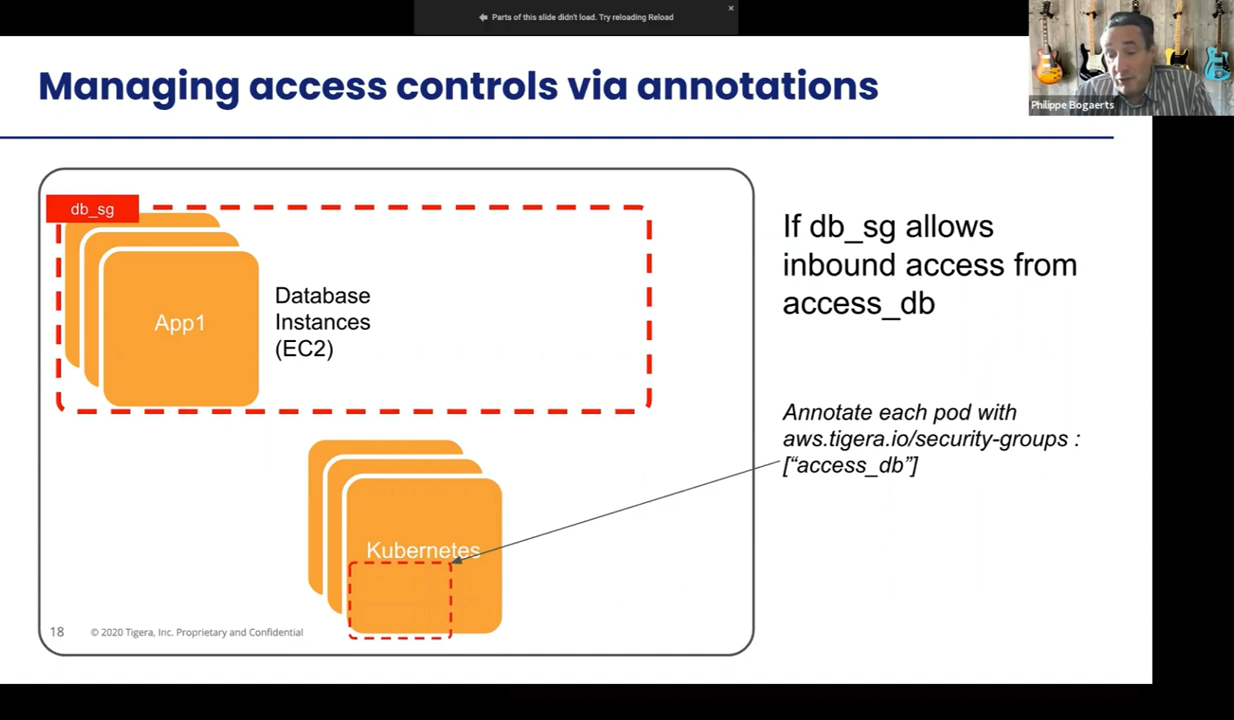 Parts of this slide didn't load. Try reloading Reload
Philippe Bogaerts
Managing access controls via annotations
db_sg
App1
Database
Instances
(EC2)
Kubernetes
If db_sg allows
inbound access from
access_db
Annotate each pod with
aws.tigera.io/security-groups :
[“access_db”]
18
© 2020 Tigera, Inc. Proprietary and Confidential